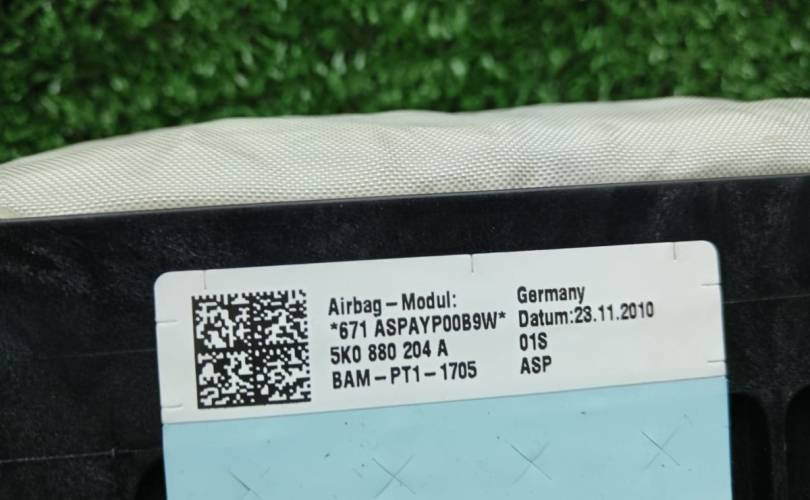 Airbag-Modul:
*671 ASPAYP00B9W*
5K0 880 204 A
BAM-PT1-1705
Germany
Datum:23.11.2010
01S
ASP